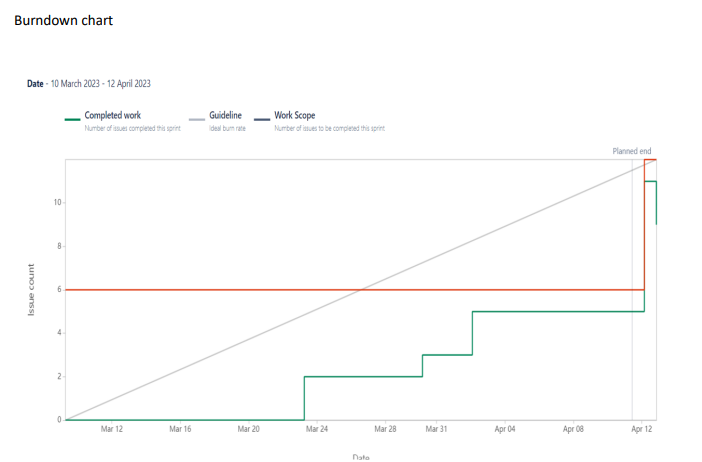 Burndown chart
Date - 10 March 2023 - 12 April 2023
Completed work Guideline Work Scope
Number of issues completed this sprint Ideal burn rate Number of issues to be completed this sprint
Planned end
10
8
6
4
2
0
Issue count
Mar 12 Mar 16 Mar 20 Mar 24 Mar 28 Mar 31 Apr 04 Apr 08 Apr 12
Date